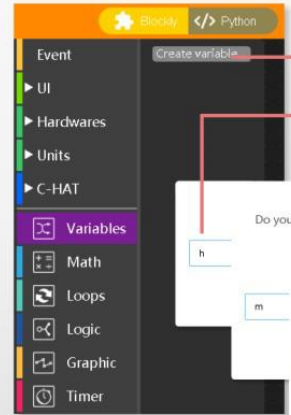 Blockly </> Python
Event
Create variable...
UI
Hardwares
Units
C-HAT
Variables
Math
Loops
Logic
Graphic
Timer
Do you
h
m